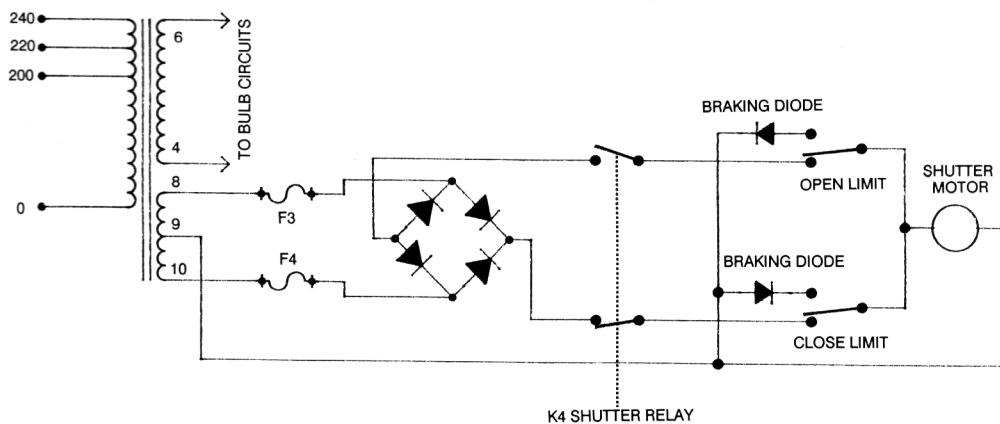 240
220
200
0
6
4
TO BULB CIRCUITS
8
9
10
F3
F4
BRAKING DIODE
OPEN LIMIT
SHUTTER
MOTOR
BRAKING DIODE
CLOSE LIMIT
K4 SHUTTER RELAY